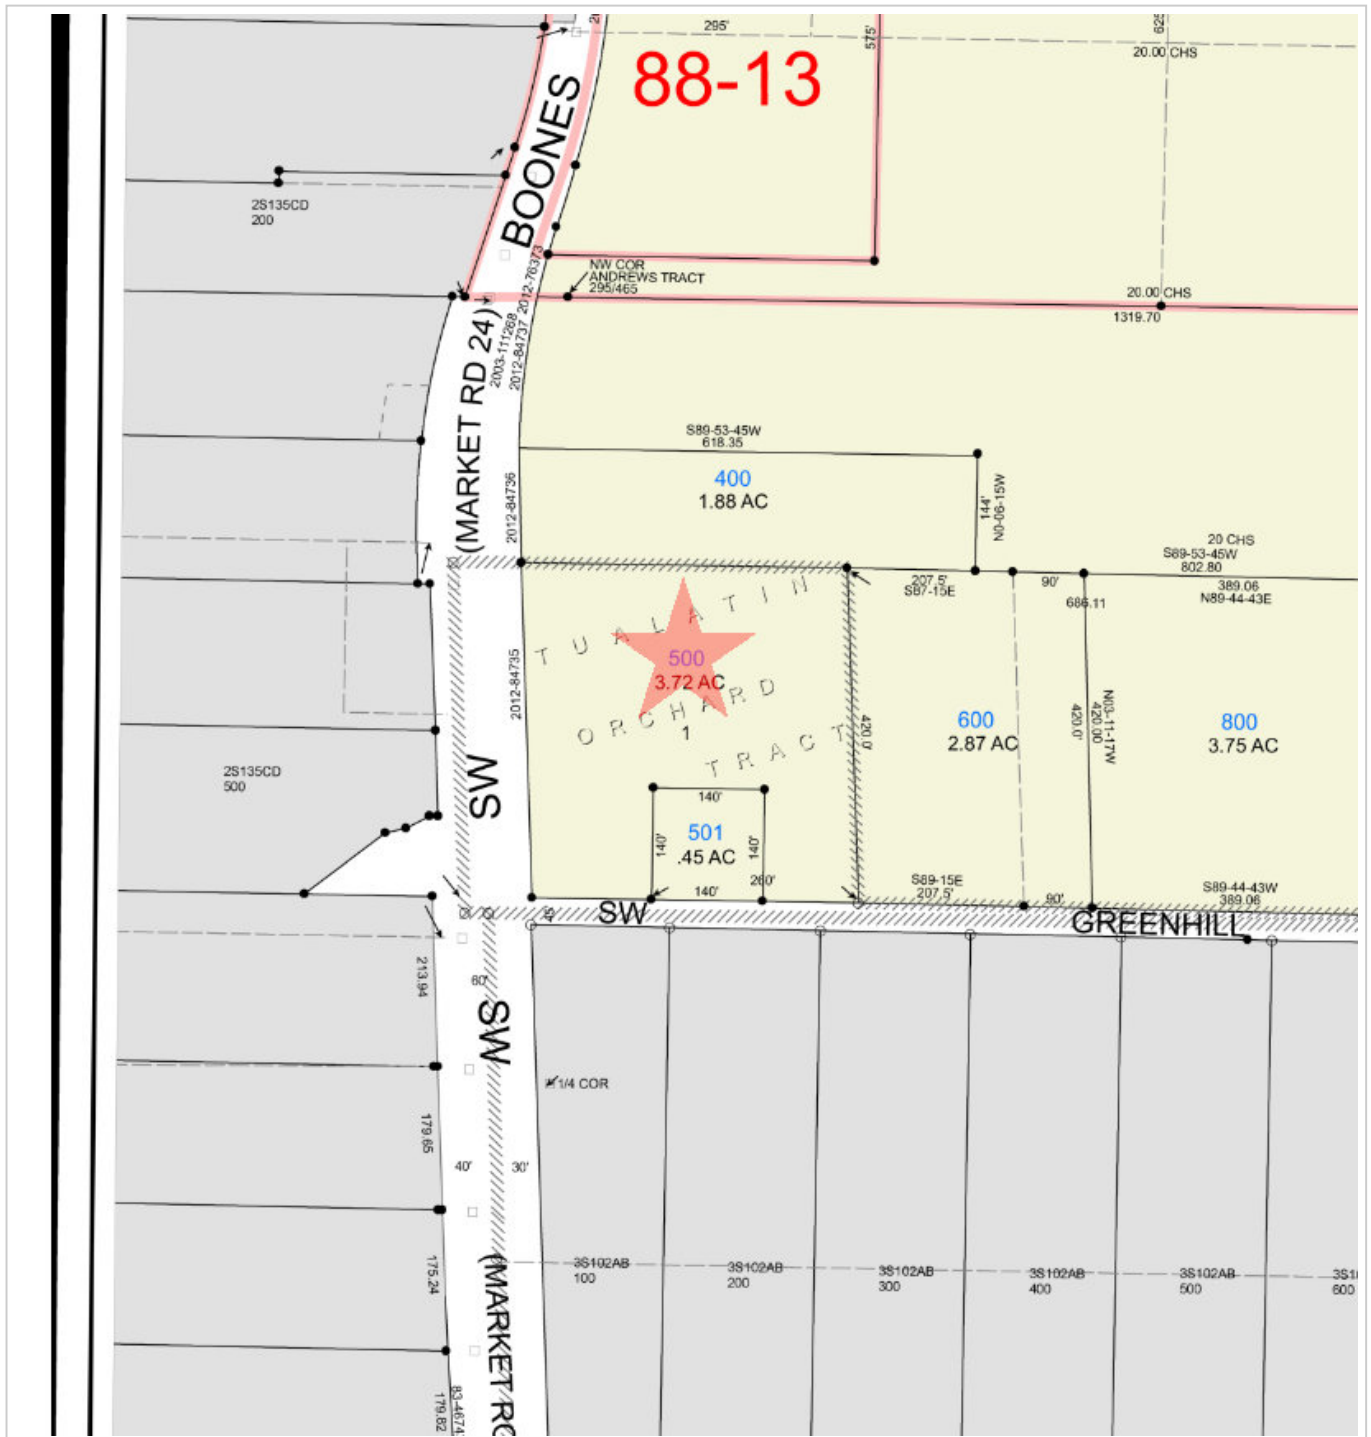 295'
575'
625
20.00 CHS
88-13
BOONES
2S135CD
200
2012-76373
NW COR
ANDREWS TRACT
295/465
20.00 CHS
1319.70
(MARKET RD 24)
2003-111268
2012-84737
S89-53-45W
618.35
400
1.88 AC
2012-84736
144'
N0-06-15W
20 CHS
S89-53-45W
802.80
207.5'
S87-15E
90'
686.11
389.06
N89-44-43E
TUALATIN
500
3.72 AC
ORCHARD
1
TRACT
2012-84735
420.0'
600
2.87 AC
420.0'
420.00
N03-11-17W
800
3.75 AC
SW
2S135CD
500
140'
140'
501
.45 AC
140'
140'
260'
S89-15E
207.5'
90'
S89-44-43W
389.06
45'
SW
GREENHILL
213.94
60'
SW
1/4 COR
179.65
40'
30'
175.24
(MARKET RO
3S102AB
100
3S102AB
200
3S102AB
300
3S102AB
400
3S102AB
500
3S1
600
179.82
83-4674